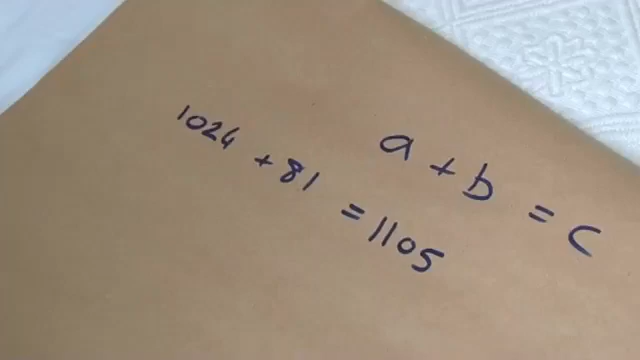 a + b = c
1024 + 81 = 1105